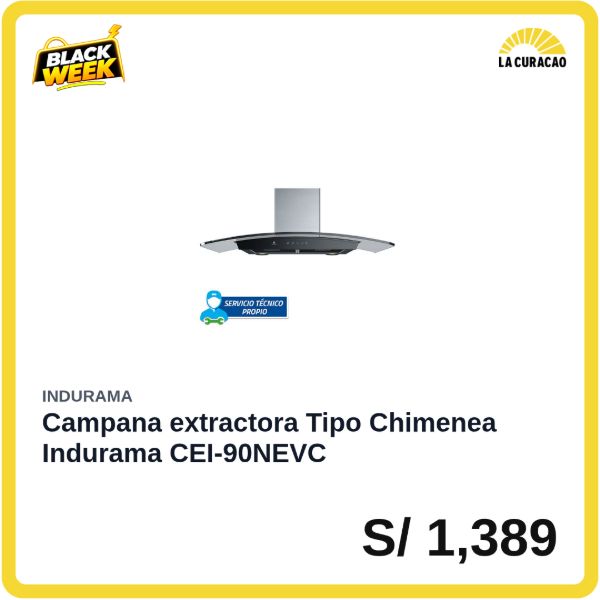 BLACK
WEEK
LA CURACAO
SERVICIO TÉCNICO
PROPIO
INDURAMA
Campana extractora Tipo Chimenea
Indurama CEI-90NEVC
S/ 1,389